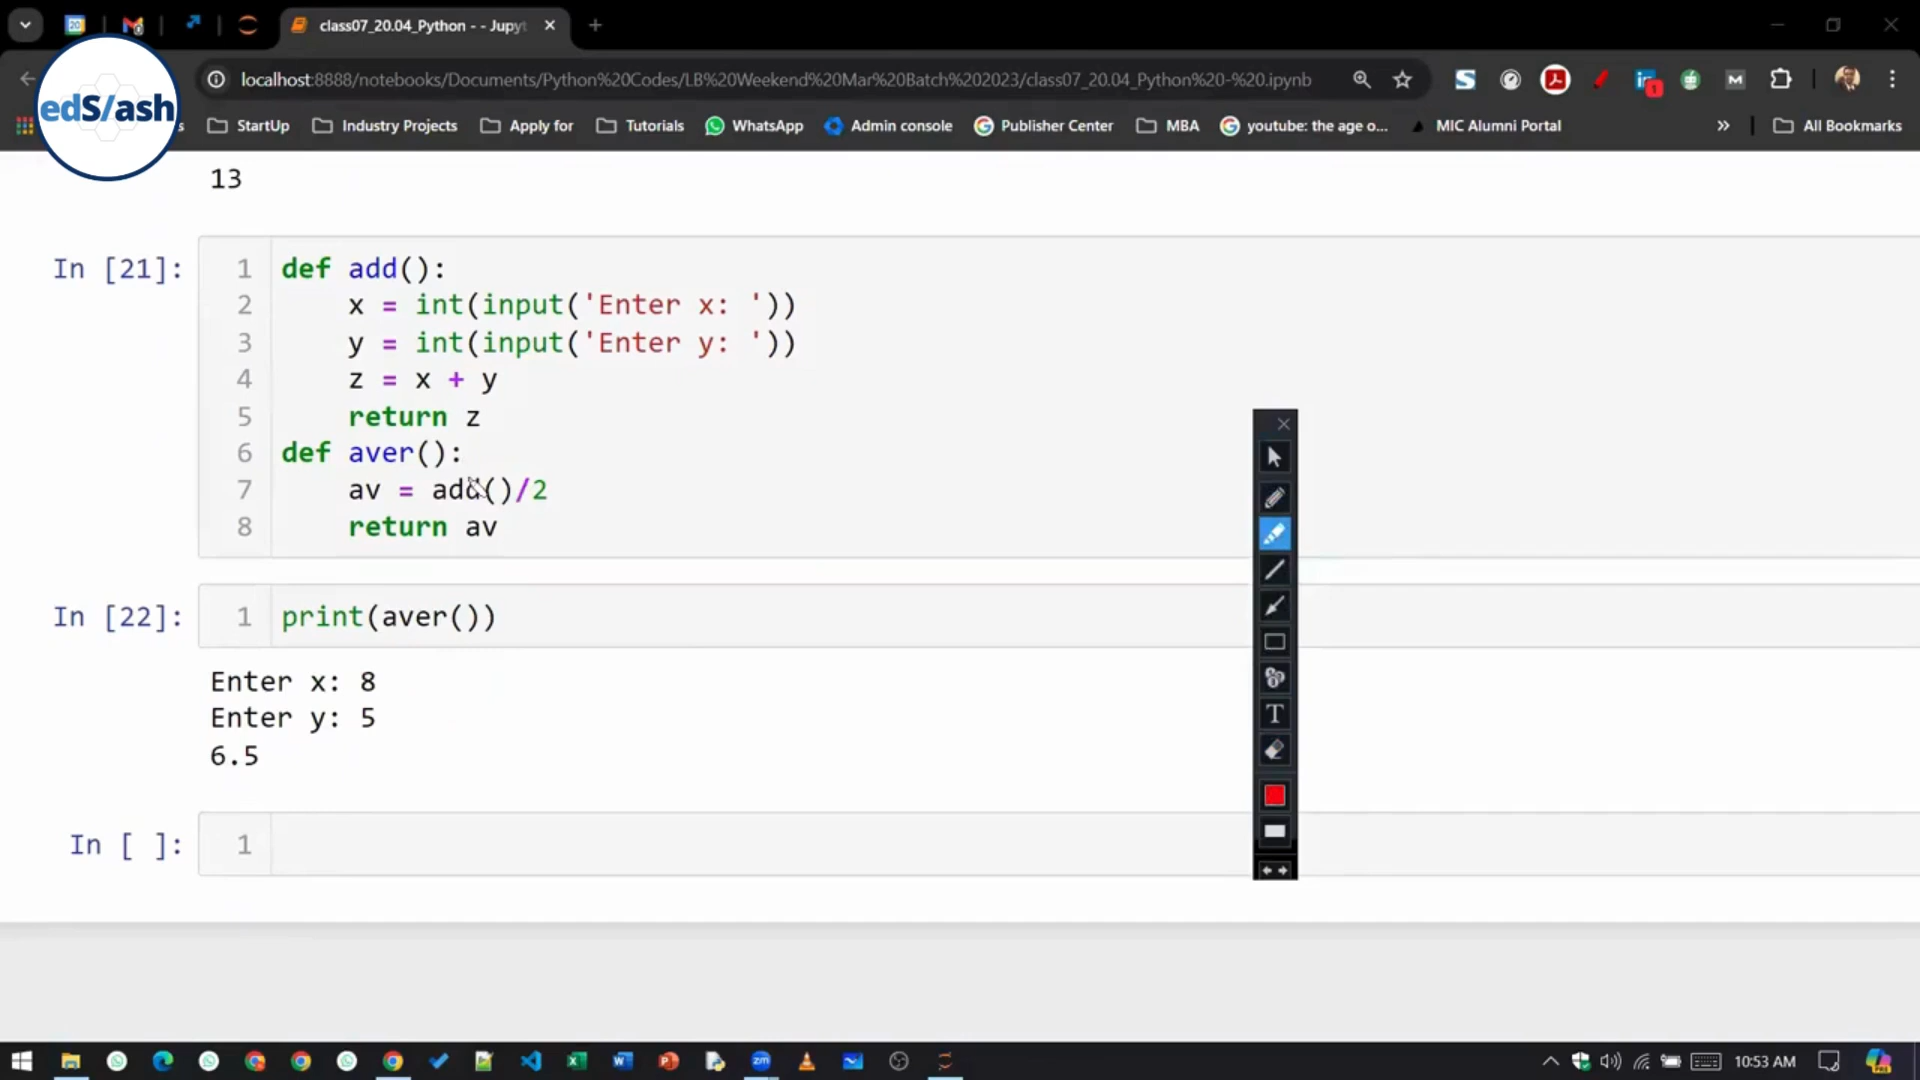 class07_20.04_Python - - Jupyt
localhost:8888/notebooks/Documents/Python%20Codes/LB%20Weekend%20Mar%20Batch%202023/class07_20.04_Python%20-%20.ipynb
edS/ash
StartUp
Industry Projects
Apply for
Tutorials
WhatsApp
Admin console
Publisher Center
MBA
youtube: the age o...
MIC Alumni Portal
All Bookmarks
13
In [21]:
1 def add():
2 x = int(input('Enter x: '))
3 y = int(input('Enter y: '))
4 z = x + y
5 return z
6 def aver():
7 av = add()/2
8 return av
In [22]:
1 print(aver())
Enter x: 8
Enter y: 5
6.5
In [ ]:
1
10:53 AM